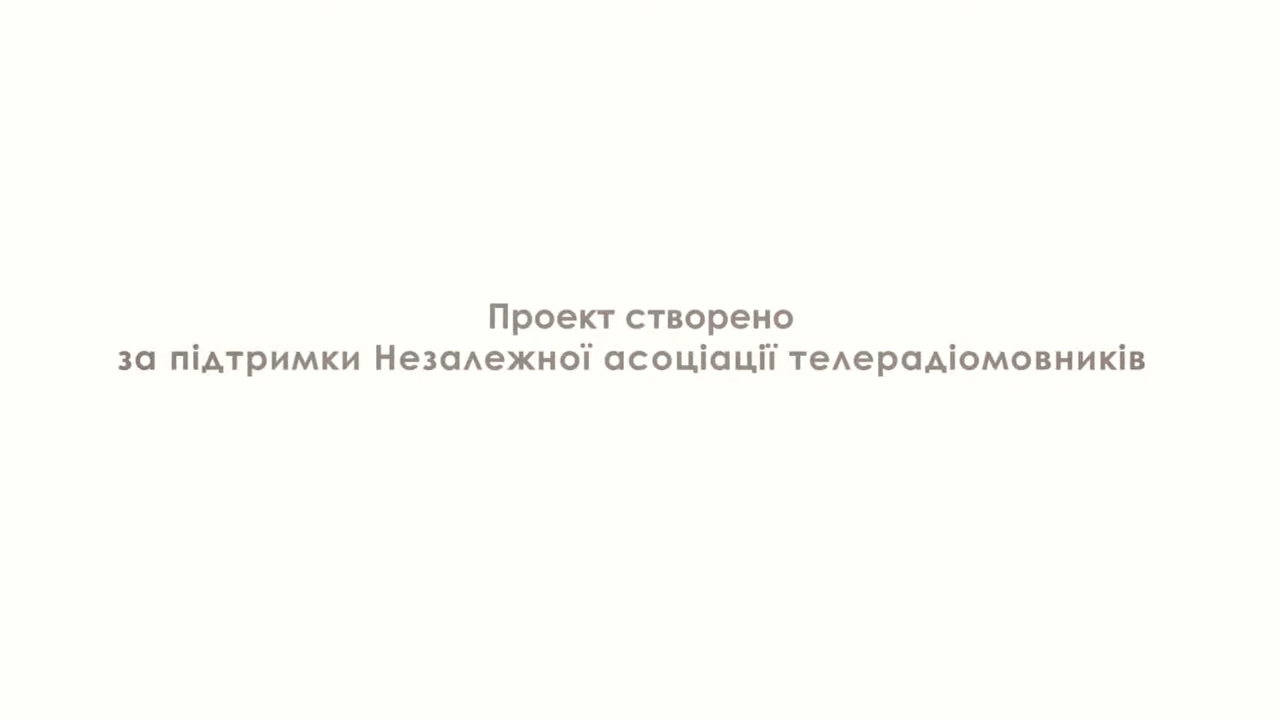 Проект створено
за підтримки Незалежної асоціації телерадіомовників